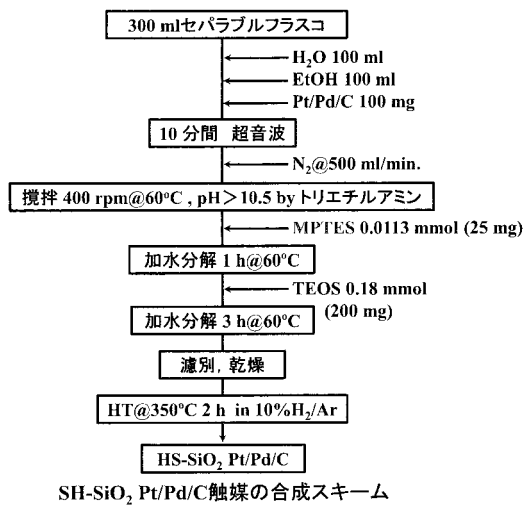 300 mlセパラブルフラスコ
H₂O 100 ml
EtOH 100 ml
Pt/Pd/C 100 mg
10 分間 超音波
N₂@500 ml/min.
撹拌 400 rpm@60°C , pH＞10.5 by トリエチルアミン
MPTES 0.0113 mmol (25 mg)
加水分解 1 h@60°C
TEOS 0.18 mmol
(200 mg)
加水分解 3 h@60°C
濾別, 乾燥
HT@350°C 2 h in 10%H₂/Ar
HS-SiO₂ Pt/Pd/C
SH-SiO₂ Pt/Pd/C触媒の合成スキーム